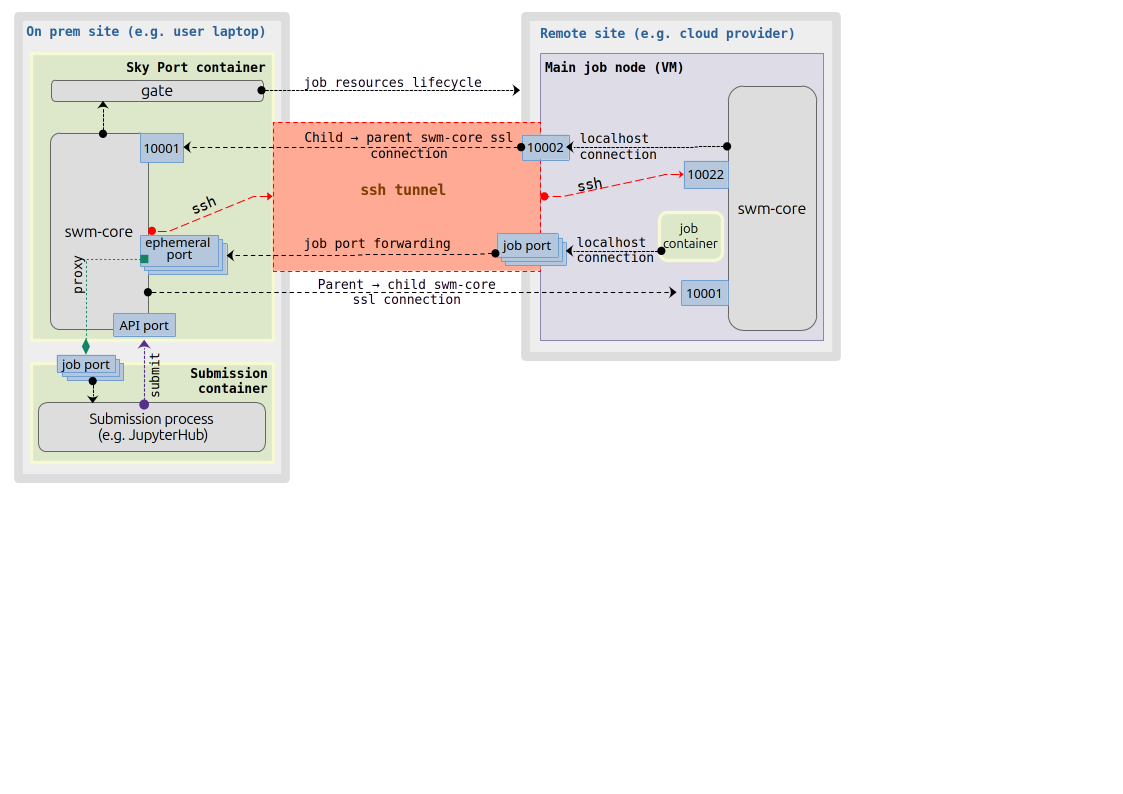 On prem site (e.g. user laptop)
Sky Port container
gate
10001
swm-core
ssh
ephemeral
port
proxy
API port
job port
submit
Submission
container
Submission process
(e.g. JupyterHub)
job resources lifecycle
Child → parent swm-core ssl
connection
ssh tunnel
job port forwarding
Parent → child swm-core
ssl connection
Remote site (e.g. cloud provider)
Main job node (VM)
10002
localhost
connection
ssh
10022
swm-core
job
container
job port
localhost
connection
10001